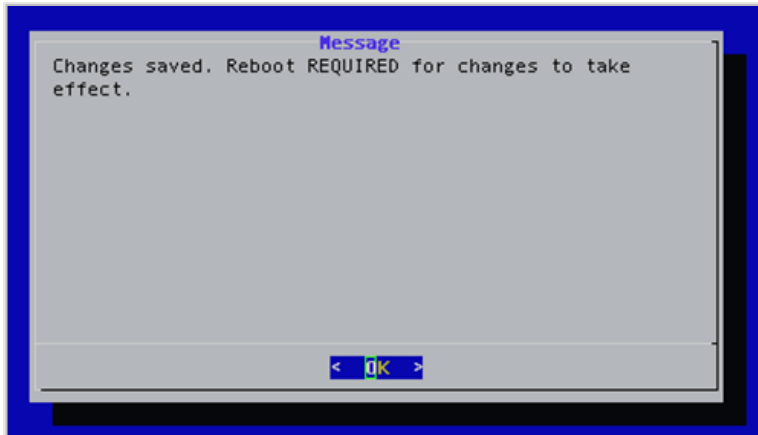 Message
Changes saved. Reboot REQUIRED for changes to take
effect.
< OK >